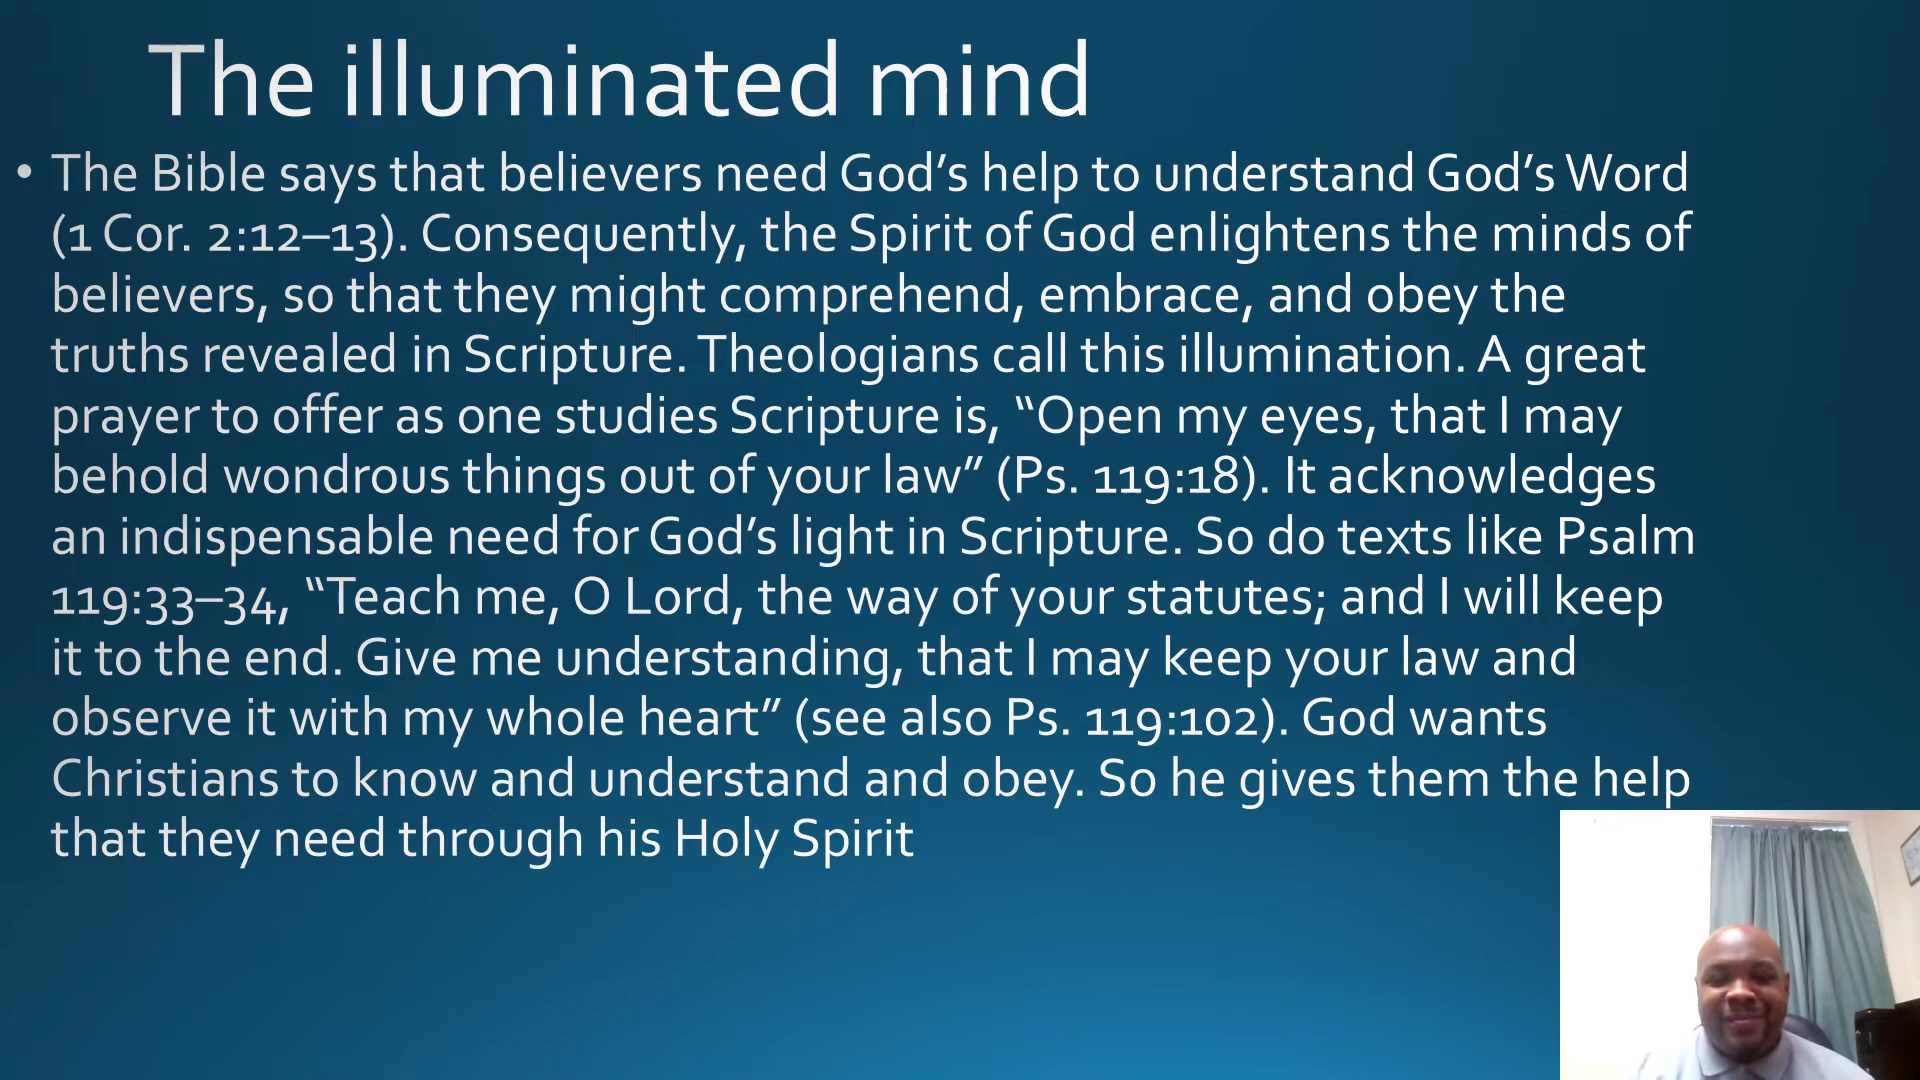 The illuminated mind
• The Bible says that believers need God’s help to understand God’s Word
(1 Cor. 2:12–13). Consequently, the Spirit of God enlightens the minds of
believers, so that they might comprehend, embrace, and obey the
truths revealed in Scripture. Theologians call this illumination. A great
prayer to offer as one studies Scripture is, “Open my eyes, that I may
behold wondrous things out of your law” (Ps. 119:18). It acknowledges
an indispensable need for God’s light in Scripture. So do texts like Psalm
119:33–34, “Teach me, O Lord, the way of your statutes; and I will keep
it to the end. Give me understanding, that I may keep your law and
observe it with my whole heart” (see also Ps. 119:102). God wants
Christians to know and understand and obey. So he gives them the help
that they need through his Holy Spirit